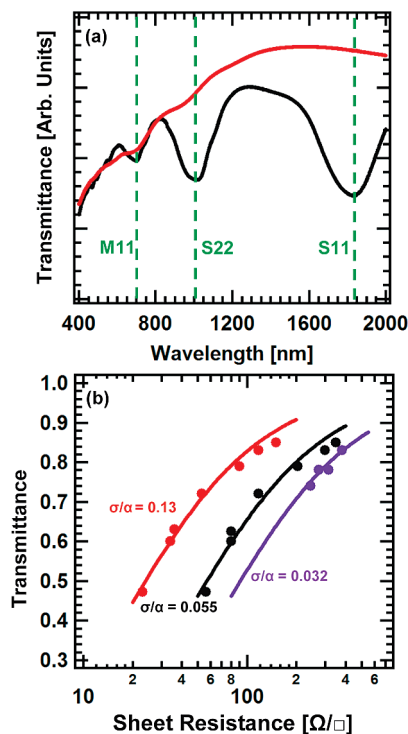 (a)
Transmittance [Arb. Units]
M11
S22
S11
400
800
1200
1600
2000
Wavelength [nm]
(b)
1.0
0.9
0.8
0.7
0.6
0.5
0.4
0.3
Transmittance
σ/α = 0.13
σ/α = 0.055
σ/α = 0.032
10
2
4
6
8
100
2
4
6
Sheet Resistance [Ω/□]